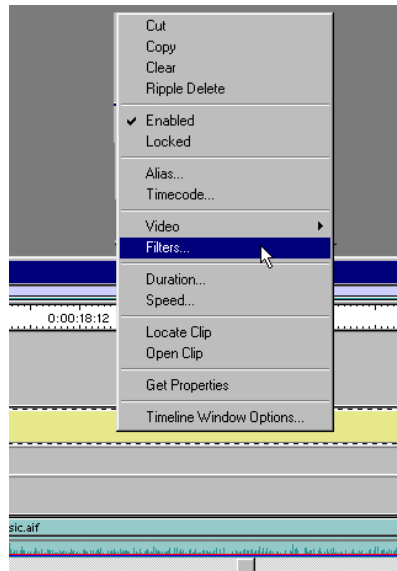 Cut
Copy
Clear
Ripple Delete
Enabled
Locked
Alias...
Timecode...
Video
Filters...
Duration...
Speed...
0:00:18:12
Locate Clip
Open Clip
Get Properties
Timeline Window Options...
sic.aif